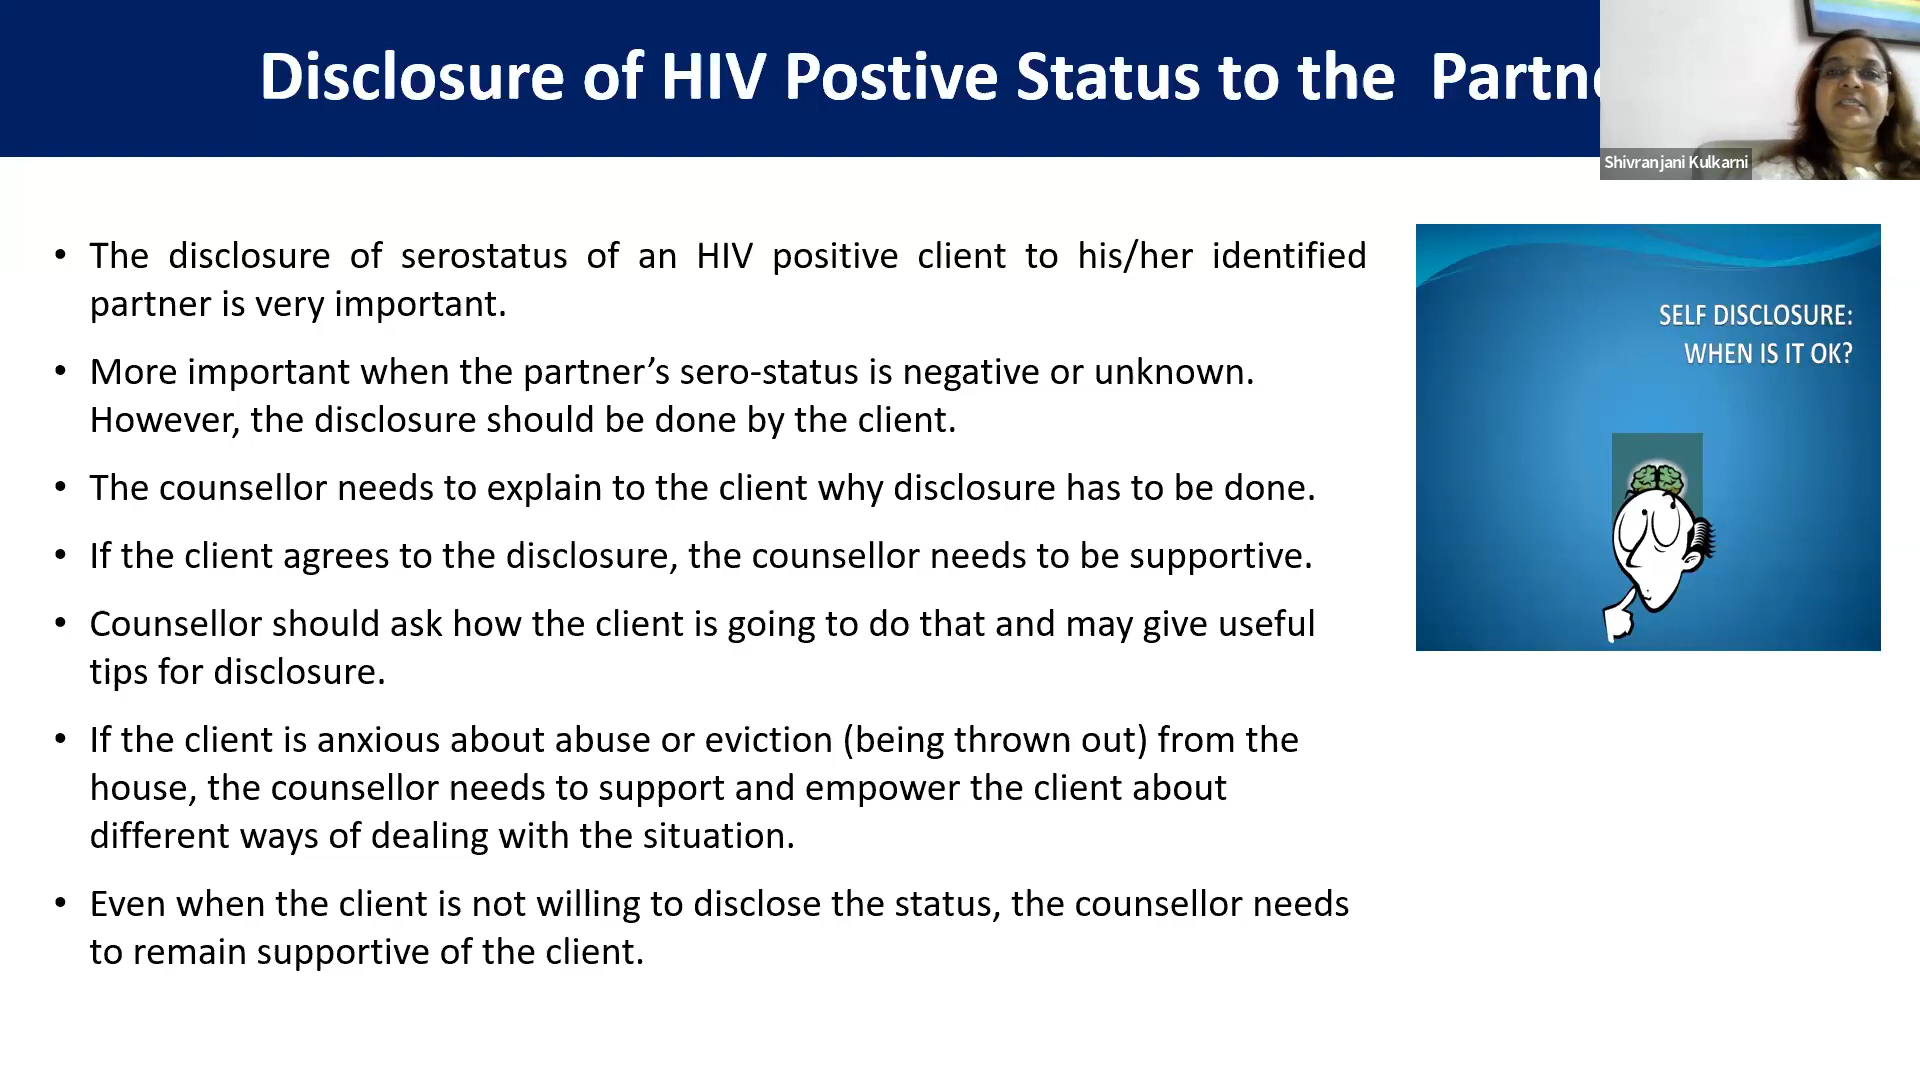 Disclosure of HIV Postive Status to the Partne
Shivranjani Kulkarni
• The disclosure of serostatus of an HIV positive client to his/her identified
partner is very important.
• More important when the partner’s sero-status is negative or unknown.
However, the disclosure should be done by the client.
• The counsellor needs to explain to the client why disclosure has to be done.
• If the client agrees to the disclosure, the counsellor needs to be supportive.
• Counsellor should ask how the client is going to do that and may give useful
tips for disclosure.
• If the client is anxious about abuse or eviction (being thrown out) from the
house, the counsellor needs to support and empower the client about
different ways of dealing with the situation.
• Even when the client is not willing to disclose the status, the counsellor needs
to remain supportive of the client.
SELF DISCLOSURE:
WHEN IS IT OK?